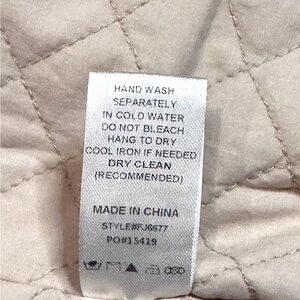 HAND WASH
SEPARATELY
IN COLD WATER
DO NOT BLEACH
HANG TO DRY
COOL IRON IF NEEDED
DRY CLEAN
(RECOMMENDED)
MADE IN CHINA
STYLE#FJ6677
PO#15419